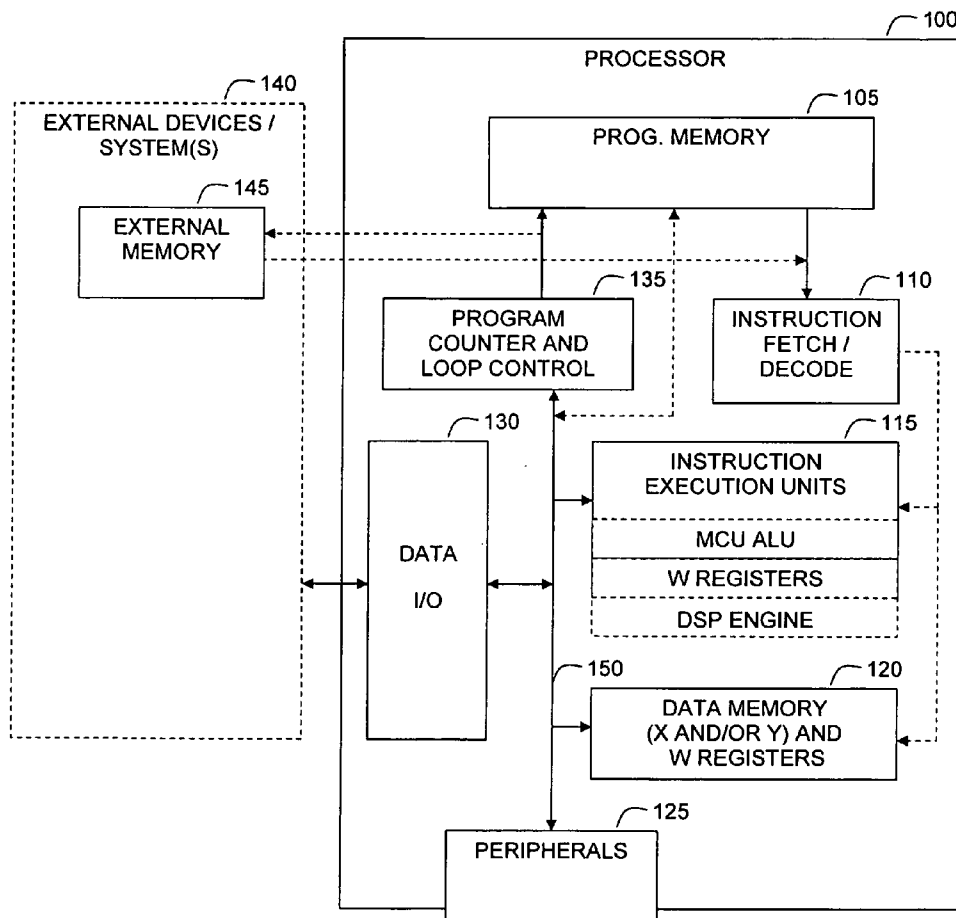 100
PROCESSOR
140
EXTERNAL DEVICES /
SYSTEM(S)
105
PROG. MEMORY
145
EXTERNAL
MEMORY
135
PROGRAM
COUNTER AND
LOOP CONTROL
110
INSTRUCTION
FETCH /
DECODE
130
DATA
I/O
115
INSTRUCTION
EXECUTION UNITS
MCU ALU
W REGISTERS
DSP ENGINE
150
120
DATA MEMORY
(X AND/OR Y) AND
W REGISTERS
125
PERIPHERALS